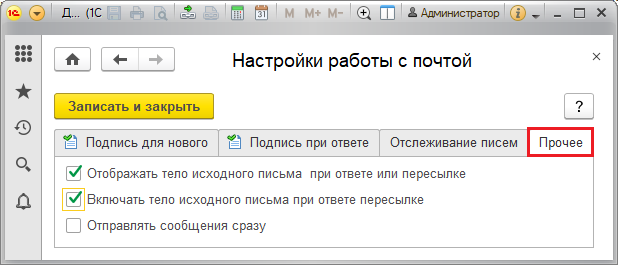 1С Д... (1С M M+ M- Администратор i
Настройки работы с почтой
Записать и закрыть ?
Подпись для нового Подпись при ответе Отслеживание писем Прочее
Отображать тело исходного письма при ответе или пересылке
Включать тело исходного письма при ответе пересылке
Отправлять сообщения сразу